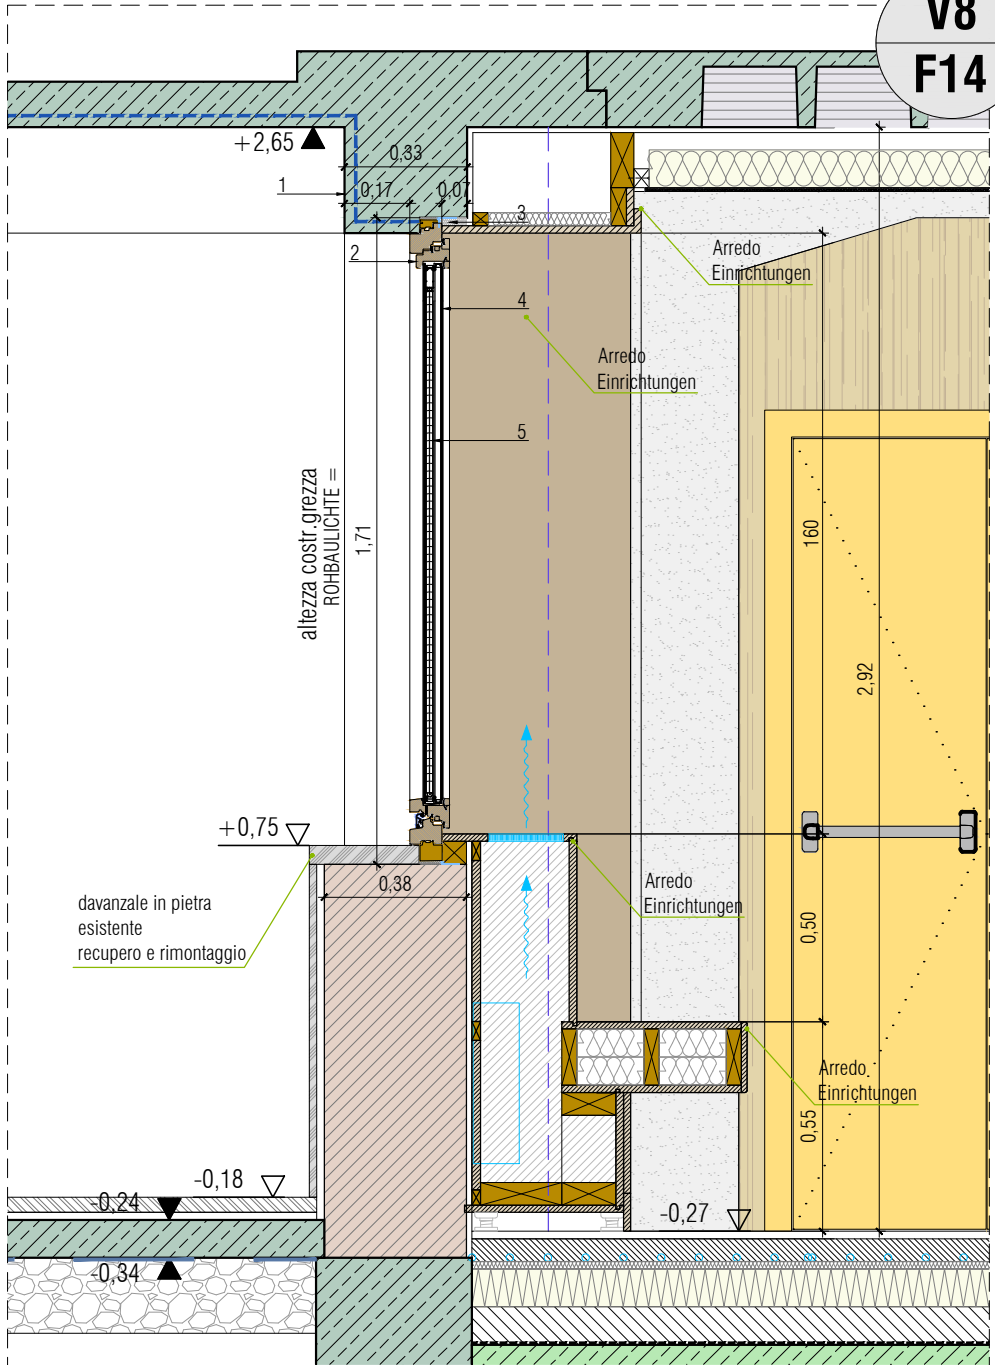 V8
F14
+2,65
0,33
1
0,17
0,07
3
2
Arredo
Einrichtungen
4
Arredo
Einrichtungen
5
altezza costr.grezza
ROHBAULICHTE =
1,71
160
2,92
+0,75
0,38
davanzale in pietra
esistente
recupero e rimontaggio
Arredo
Einrichtungen
0,50
Arredo
Einrichtungen
0,55
-0,18
-0,24
-0,27
-0,34